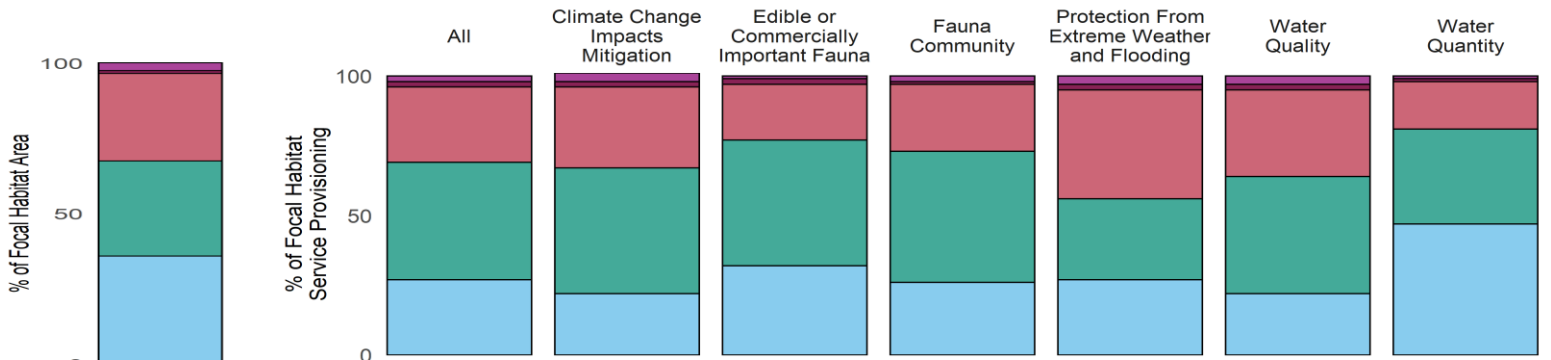 % of Focal Habitat Area
100
50
% of Focal Habitat
Service Provisioning
100
50
0
All
Climate Change
Impacts
Mitigation
Edible or
Commercially
Important Fauna
Fauna
Community
Protection From
Extreme Weather
and Flooding
Water
Quality
Water
Quantity